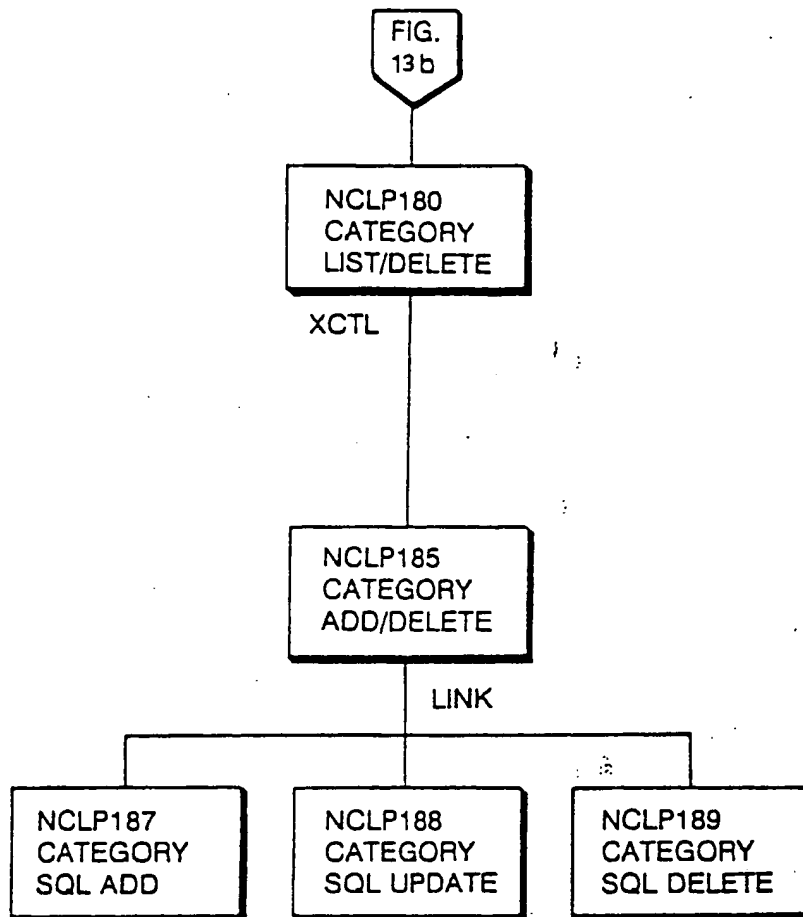 FIG.
13b
NCLP180
CATEGORY
LIST/DELETE
XCTL
NCLP185
CATEGORY
ADD/DELETE
LINK
NCLP187
CATEGORY
SQL ADD
NCLP188
CATEGORY
SQL UPDATE
NCLP189
CATEGORY
SQL DELETE